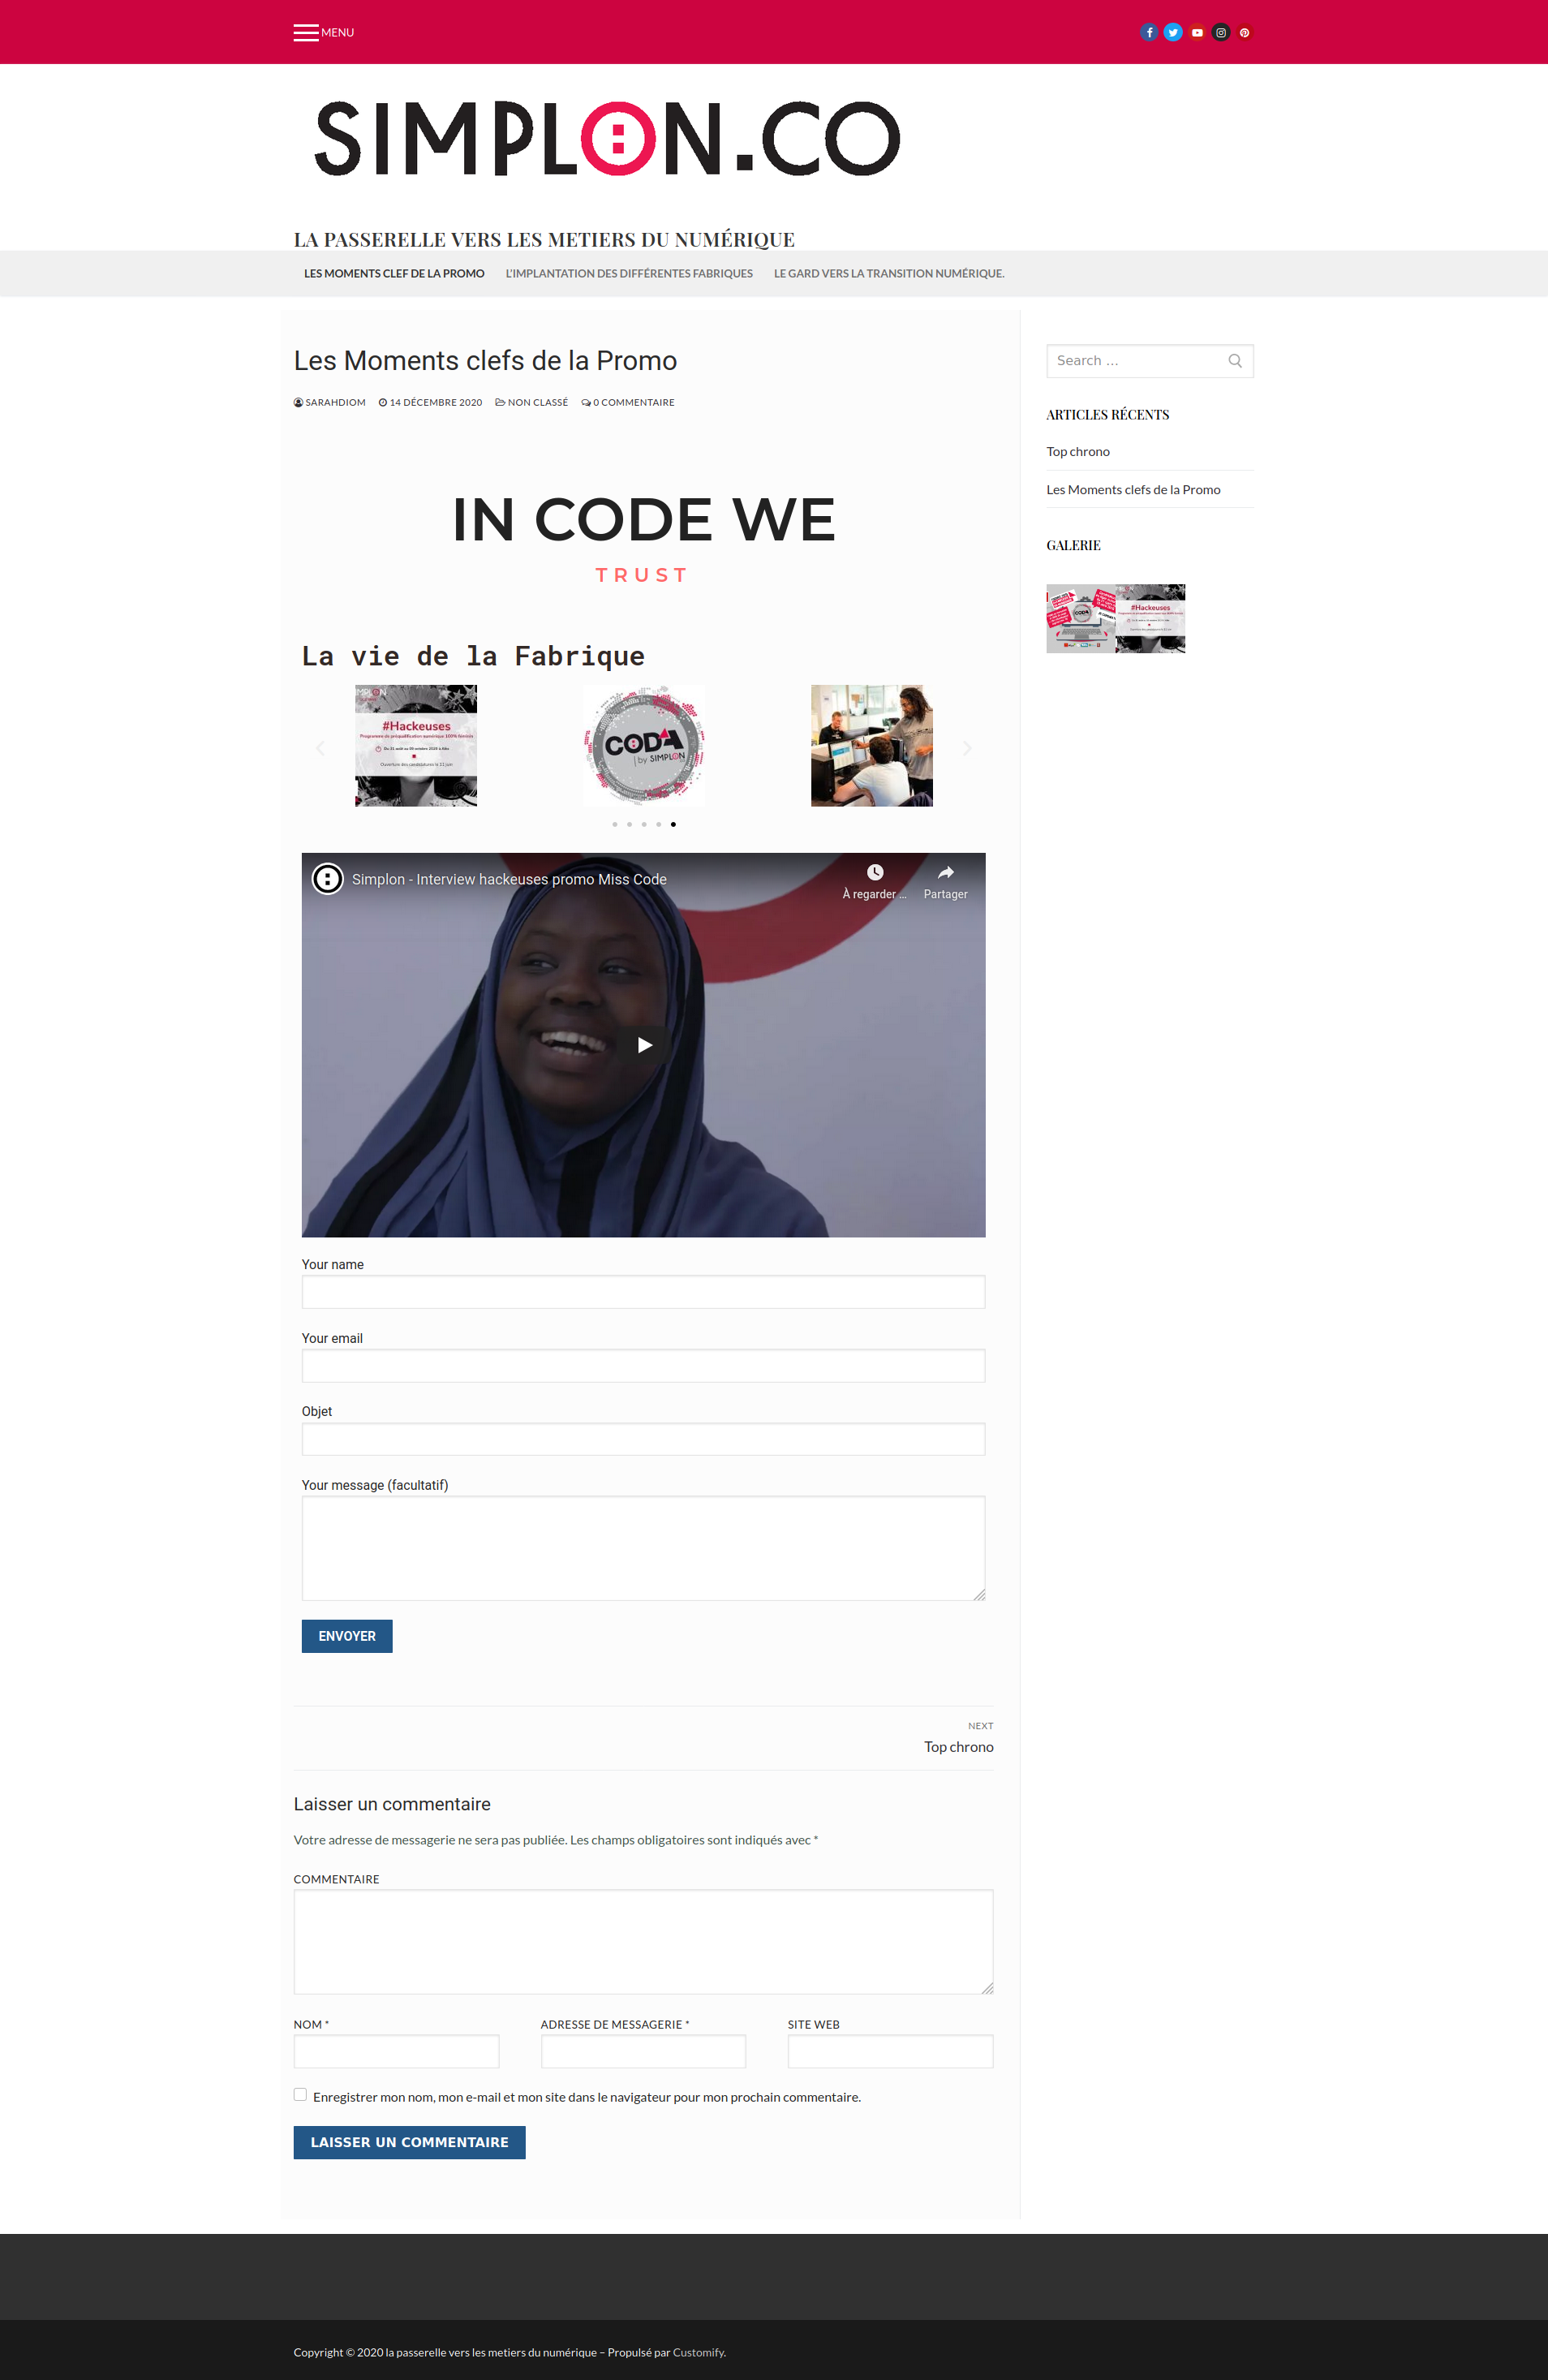 MENU
SIMPLON.CO
LA PASSERELLE VERS LES METIERS DU NUMÉRIQUE
LES MOMENTS CLEF DE LA PROMO
L'IMPLANTATION DES DIFFÉRENTES FABRIQUES
LE GARD VERS LA TRANSITION NUMÉRIQUE.
Les Moments clefs de la Promo
SARAHDIOM 14 DÉCEMBRE 2020 NON CLASSÉ 0 COMMENTAIRE
IN CODE WE
TRUST
La vie de la Fabrique
#Hackeuses
CODA
by SIMPLON
Simplon - Interview hackeuses promo Miss Code
À regarder ...
Partager
Your name
Your email
Objet
Your message (facultatif)
ENVOYER
NEXT
Top chrono
Laisser un commentaire
Votre adresse de messagerie ne sera pas publiée. Les champs obligatoires sont indiqués avec *
COMMENTAIRE
NOM *
ADRESSE DE MESSAGERIE *
SITE WEB
Enregistrer mon nom, mon e-mail et mon site dans le navigateur pour mon prochain commentaire.
LAISSER UN COMMENTAIRE
Search …
ARTICLES RÉCENTS
Top chrono
Les Moments clefs de la Promo
GALERIE
CODA
#Hackeuses
Copyright © 2020 la passerelle vers les metiers du numérique – Propulsé par Customify.